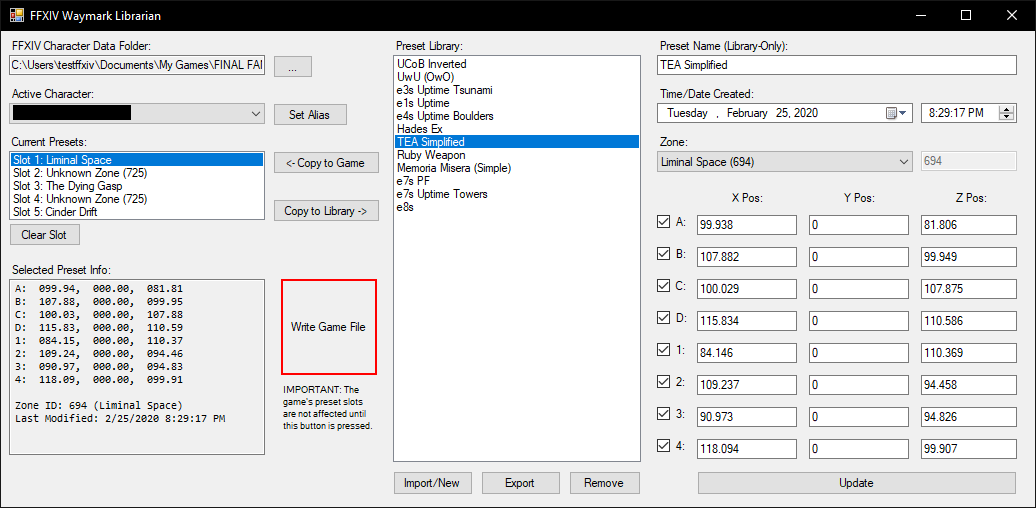 FFXIV Waymark Librarian
FFXIV Character Data Folder:
C:\Users\testffxiv\Documents\My Games\FINAL FAI
...
Active Character:
Set Alias
Current Presets:
Slot 1: Liminal Space
Slot 2: Unknown Zone (725)
Slot 3: The Dying Gasp
Slot 4: Unknown Zone (725)
Slot 5: Cinder Drift
<- Copy to Game
Copy to Library ->
Clear Slot
Selected Preset Info:
A: 099.94, 000.00, 081.81
B: 107.88, 000.00, 099.95
C: 100.03, 000.00, 107.88
D: 115.83, 000.00, 110.59
1: 084.15, 000.00, 110.37
2: 109.24, 000.00, 094.46
3: 090.97, 000.00, 094.83
4: 118.09, 000.00, 099.91
Zone ID: 694 (Liminal Space)
Last Modified: 2/25/2020 8:29:17 PM
Write Game File
IMPORTANT: The
game's preset slots
are not affected until
this button is pressed.
Preset Library:
UCoB Inverted
UwU (OwO)
e3s Uptime Tsunami
e1s Uptime
e4s Uptime Boulders
Hades Ex
TEA Simplified
Ruby Weapon
Memoria Misera (Simple)
e7s PF
e7s Uptime Towers
e8s
Import/New
Export
Remove
Preset Name (Library-Only):
TEA Simplified
Time/Date Created:
Tuesday , February 25, 2020
8:29:17 PM
Zone:
Liminal Space (694)
694
X Pos: Y Pos: Z Pos:
A: 99.938 0 81.806
B: 107.882 0 99.949
C: 100.029 0 107.875
D: 115.834 0 110.586
1: 84.146 0 110.369
2: 109.237 0 94.458
3: 90.973 0 94.826
4: 118.094 0 99.907
Update